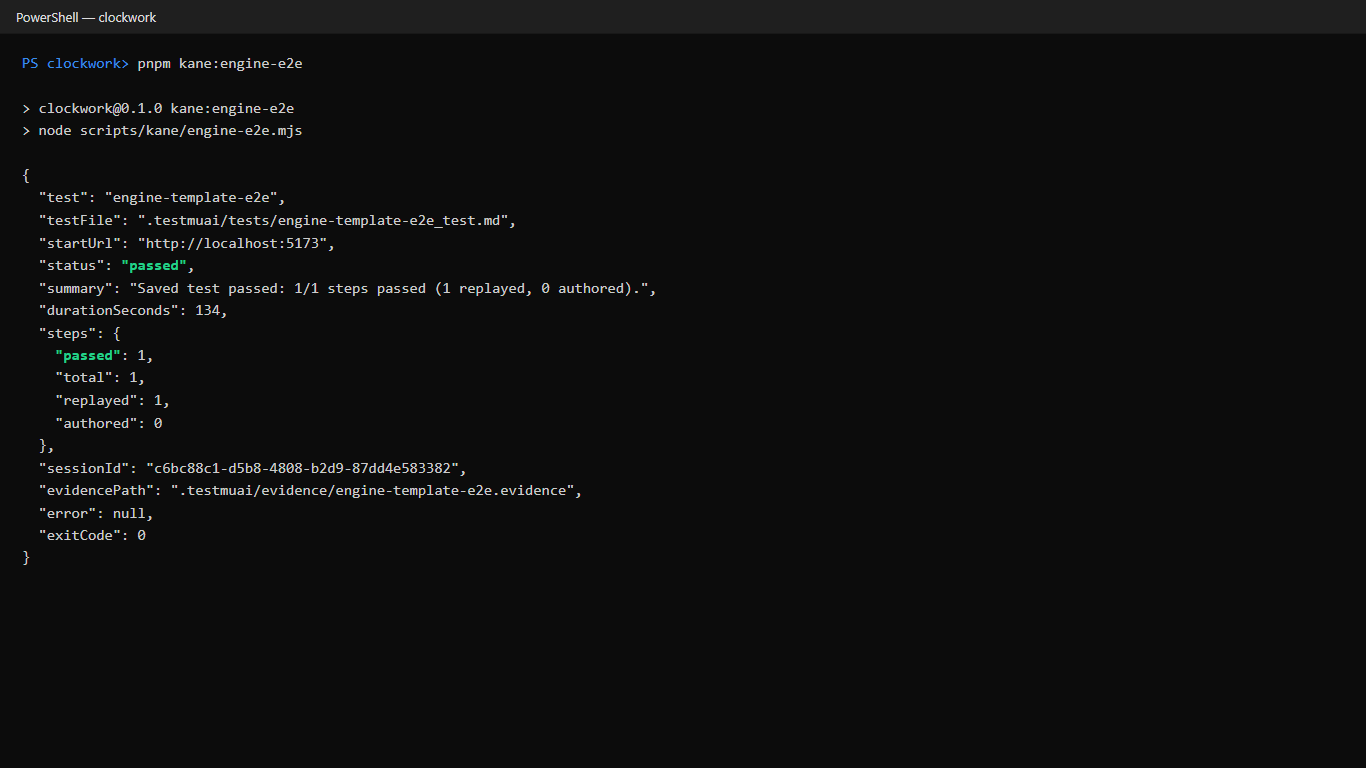 PowerShell — clockwork
PS clockwork> pnpm kane:engine-e2e
> clockwork@0.1.0 kane:engine-e2e
> node scripts/kane/engine-e2e.mjs
{
  "test": "engine-template-e2e",
  "testFile": ".testmuai/tests/engine-template-e2e_test.md",
  "startUrl": "http://localhost:5173",
  "status": "passed",
  "summary": "Saved test passed: 1/1 steps passed (1 replayed, 0 authored).",
  "durationSeconds": 134,
  "steps": {
    "passed": 1,
    "total": 1,
    "replayed": 1,
    "authored": 0
  },
  "sessionId": "c6bc88c1-d5b8-4808-b2d9-87dd4e583382",
  "evidencePath": ".testmuai/evidence/engine-template-e2e.evidence",
  "error": null,
  "exitCode": 0
}